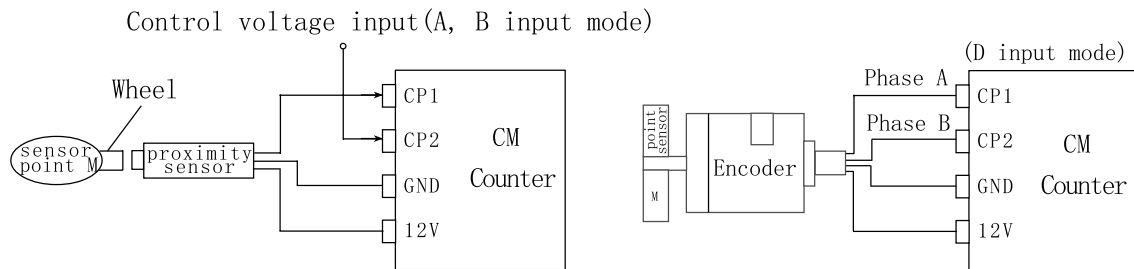 Control voltage input(A, B input mode)
Wheel
sensor
point M
proximity
sensor
CP1
CP2
GND
12V
CM
Counter
(D input mode)
Phase A
Phase B
point
sensor
M
Encoder
CP1
CP2
GND
12V
CM
Counter